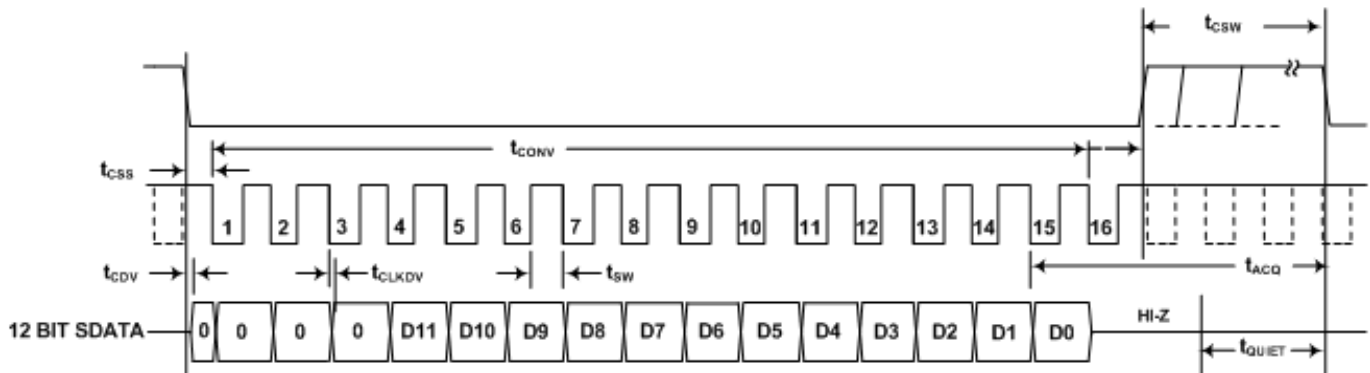 tCSW
tCONV
tCSS
1 2 3 4 5 6 7 8 9 10 11 12 13 14 15 16
tCDV tCLKDV tSW tACQ
12 BIT SDATA 0 0 0 0 D11 D10 D9 D8 D7 D6 D5 D4 D3 D2 D1 D0 HI-Z
tQUIET